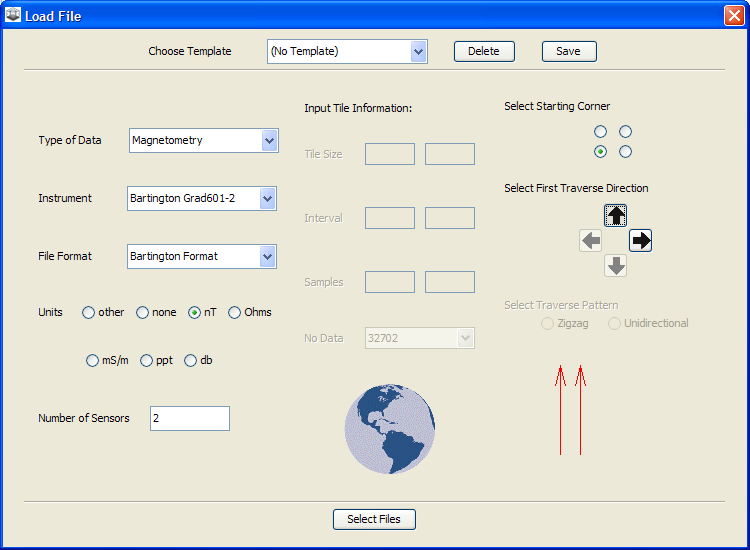 Load File
Choose Template (No Template) Delete Save
Input Tile Information:
Select Starting Corner
Type of Data Magnetometry
Tile Size
Instrument Bartington Grad601-2
Select First Traverse Direction
Interval
File Format Bartington Format
Samples
Select Traverse Pattern
Zigzag Unidirectional
Units other none nT Ohms
No Data 32702
mS/m ppt db
Number of Sensors 2
Select Files